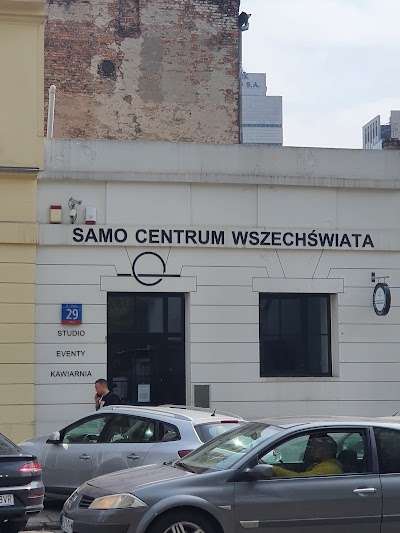 S.A.
SAMO CENTRUM WSZECHŚWIATA
29
STUDIO
EVENTY
KAWIARNIA